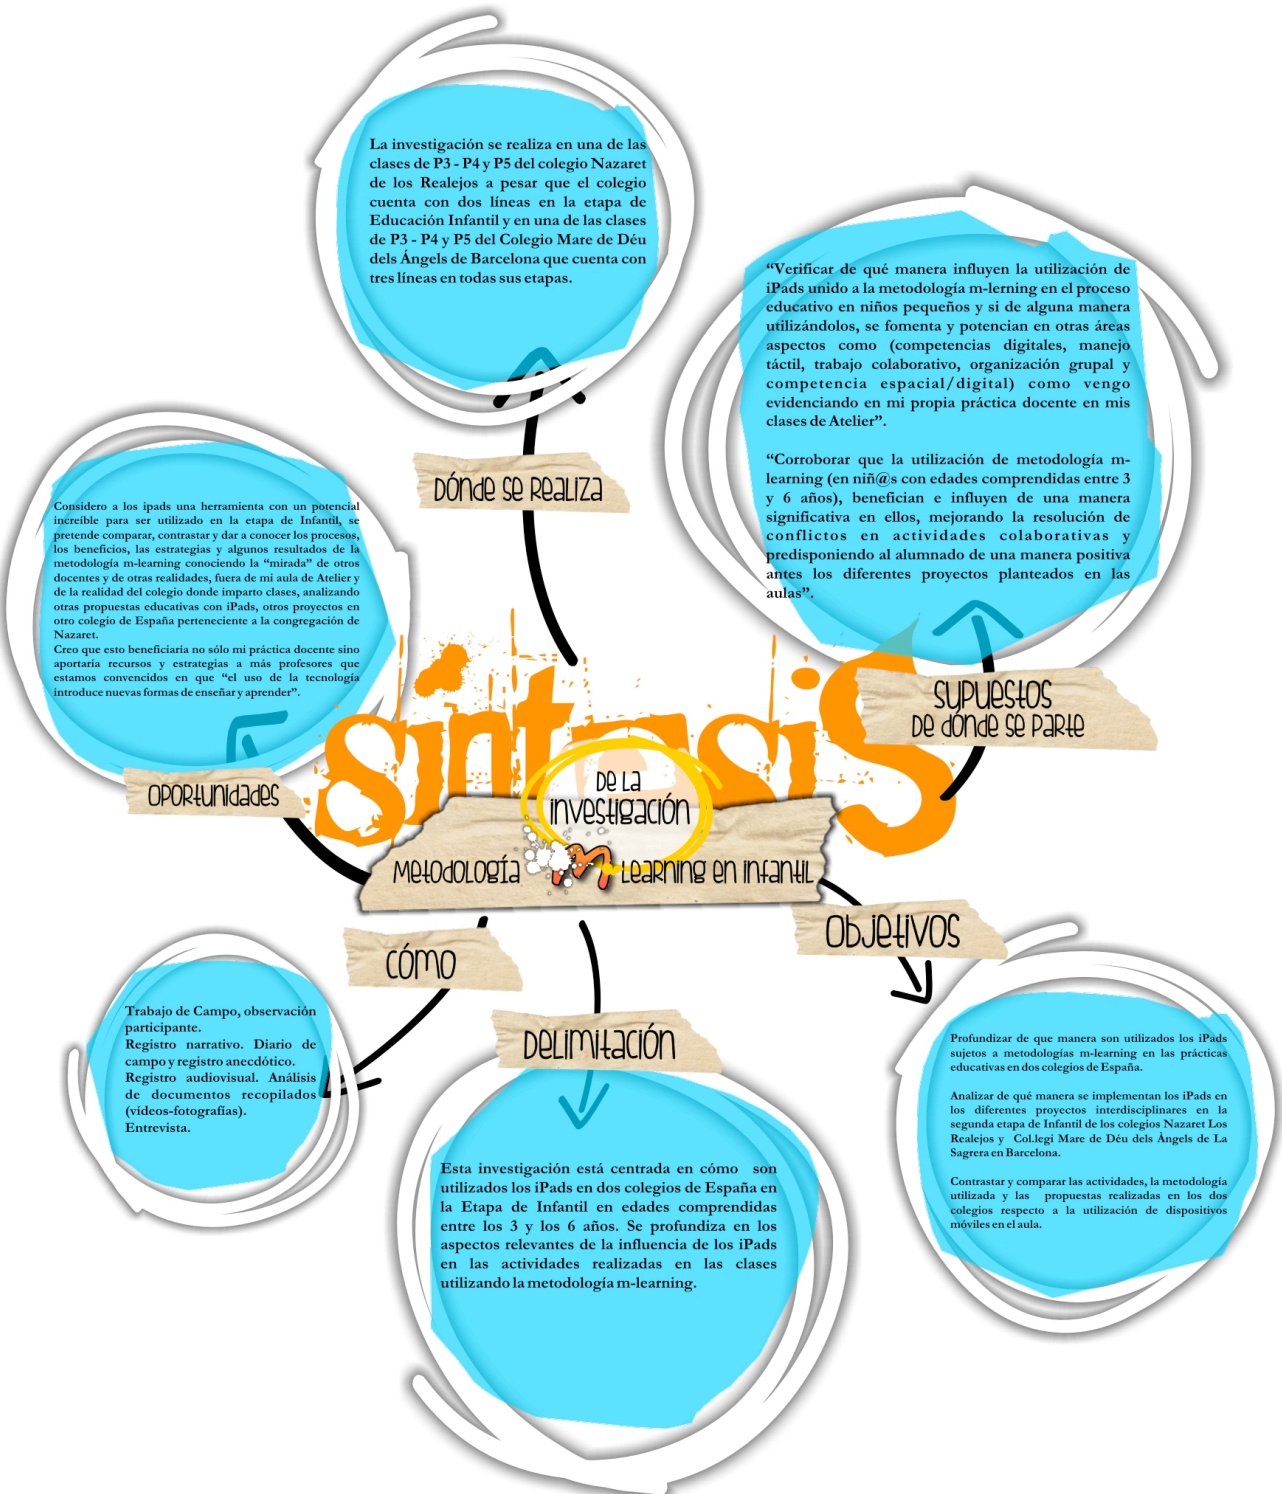 La investigación se realiza en una de las
clases de P3 - P4 y P5 del colegio Nazaret
de los Realejos a pesar que el colegio
cuenta con dos líneas en la etapa de
Educación Infantil y en una de las clases
de P3 - P4 y P5 del Colegio Mare de Déu
dels Ángels de Barcelona que cuenta con
tres líneas en todas sus etapas.
DÓNDE SE REALIZA
“Verificar de qué manera influyen la utilización de
iPads unido a la metodología m-lerning en el proceso
educativo en niños pequeños y si de alguna manera
utilizándolos, se fomenta y potencian en otras áreas
aspectos como (competencias digitales, manejo
táctil, trabajo colaborativo, organización grupal y
competencia espacial/digital) como vengo
evidenciando en mi propia práctica docente en mis
clases de Atelier”.
“Corroborar que la utilización de metodología m-
learning (en niñ@s con edades comprendidas entre 3
y 6 años), benefician e influyen de una manera
significativa en ellos, mejorando la resolución de
conflictos en actividades colaborativas y
predisponiendo al alumnado de una manera positiva
antes los diferentes proyectos planteados en las
aulas”.
SUPUESTOS
DE DÓNDE SE PARTE
Considero a los ipads una herramienta con un potencial
increíble para ser utilizado en la etapa de Infantil, se
pretende comparar, contrastar y dar a conocer los procesos,
los beneficios, las estrategias y algunos resultados de la
metodología m-learning conociendo la “mirada” de otros
docentes y de otras realidades, fuera de mi aula de Atelier y
de la realidad del colegio donde imparto clases, analizando
otras propuestas educativas con iPads, otros proyectos en
otro colegio de España perteneciente a la congregación de
Nazaret.
Creo que esto beneficiaría no sólo mi práctica docente sino
aportaría recursos y estrategias a más profesores que
estamos convencidos en que “el uso de la tecnología
introduce nuevas formas de enseñar y aprender”.
OPORTUNIDADES
síntesis
DE LA
investigación
METODOLOGÍA m LEARNING EN INFANTIL
OBJETIVOS
CÓMO
DELIMITACIÓN
Trabajo de Campo, observación
participante.
Registro narrativo. Diario de
campo y registro anecdótico.
Registro audiovisual. Análisis
de documentos recopilados
(vídeos-fotografías).
Entrevista.
Profundizar de que manera son utilizados los iPads
sujetos a metodologías m-learning en las prácticas
educativas en dos colegios de España.
Analizar de qué manera se implementan los iPads en
los diferentes proyectos interdisciplinares en la
segunda etapa de Infantil de los colegios Nazaret Los
Realejos y Col.legi Mare de Déu dels Ángels de La
Sagrera en Barcelona.
Contrastar y comparar las actividades, la metodología
utilizada y las propuestas realizadas en los dos
colegios respecto a la utilización de dispositivos
móviles en el aula.
Esta investigación está centrada en cómo son
utilizados los iPads en dos colegios de España en
la Etapa de Infantil en edades comprendidas
entre los 3 y los 6 años. Se profundiza en los
aspectos relevantes de la influencia de los iPads
en las actividades realizadas en las clases
utilizando la metodología m-learning.